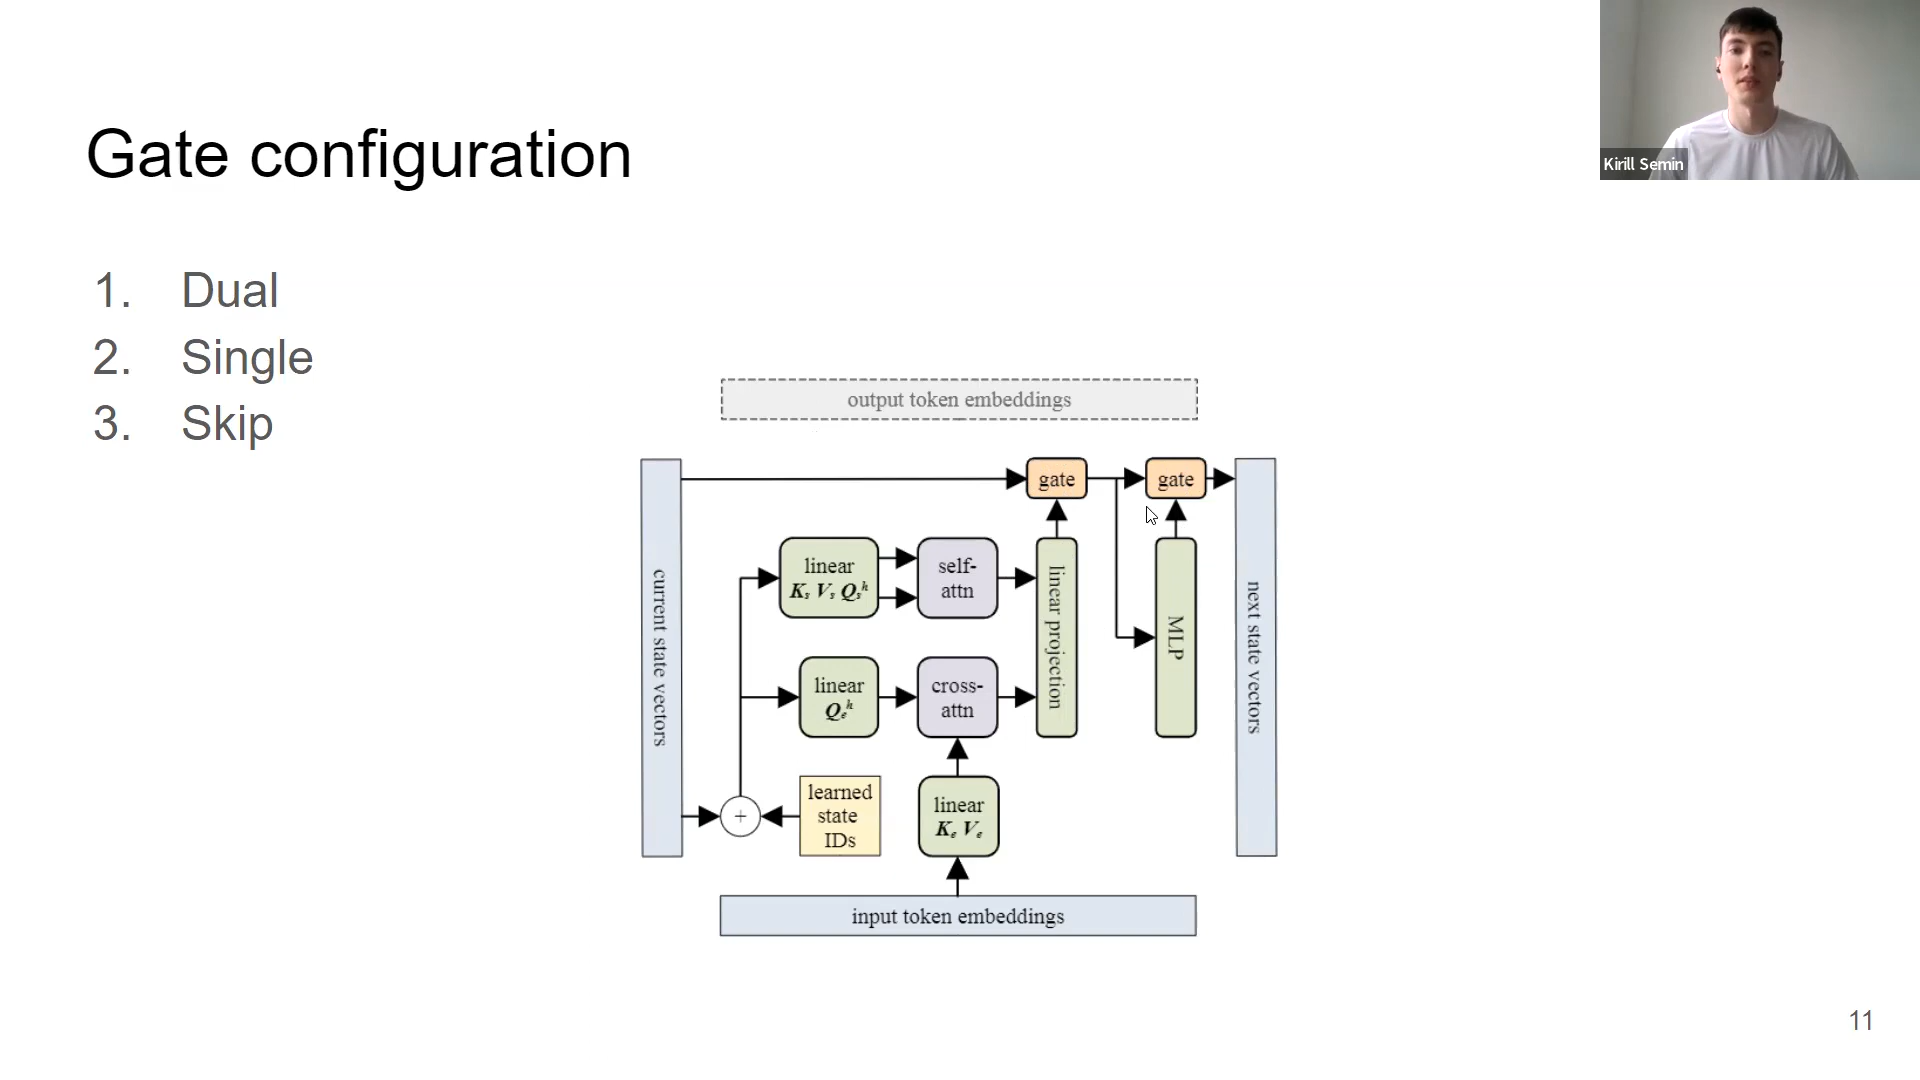 Kirill Semin
Gate configuration
1. Dual
2. Single
3. Skip
output token embeddings
gate
gate
current state vectors
linear
Kₛ Vₛ Qₛʰ
self-
attn
linear projection
MLP
next state vectors
linear
Qₑʰ
cross-
attn
+
learned
state
IDs
linear
Kₑ Vₑ
input token embeddings
11